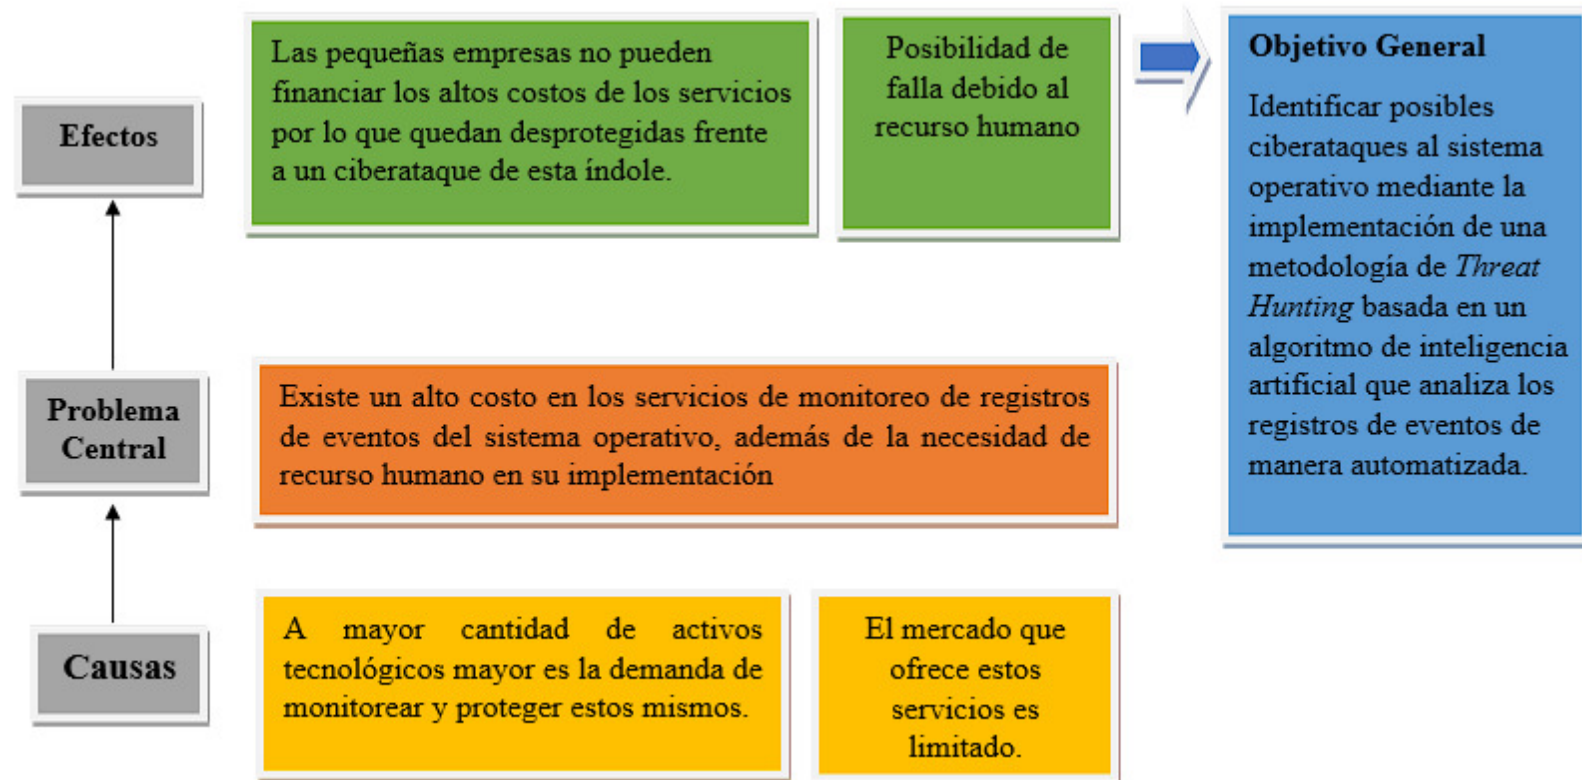 Efectos
Las pequeñas empresas no pueden
financiar los altos costos de los servicios
por lo que quedan desprotegidas frente
a un ciberataque de esta índole.
Posibilidad de
falla debido al
recurso humano
Objetivo General
Identificar posibles
ciberataques al sistema
operativo mediante la
implementación de una
metodología de Threat
Hunting basada en un
algoritmo de inteligencia
artificial que analiza los
registros de eventos de
manera automatizada.
Problema
Central
Existe un alto costo en los servicios de monitoreo de registros
de eventos del sistema operativo, además de la necesidad de
recurso humano en su implementación
Causas
A mayor cantidad de activos
tecnológicos mayor es la demanda de
monitorear y proteger estos mismos.
El mercado que
ofrece estos
servicios es
limitado.